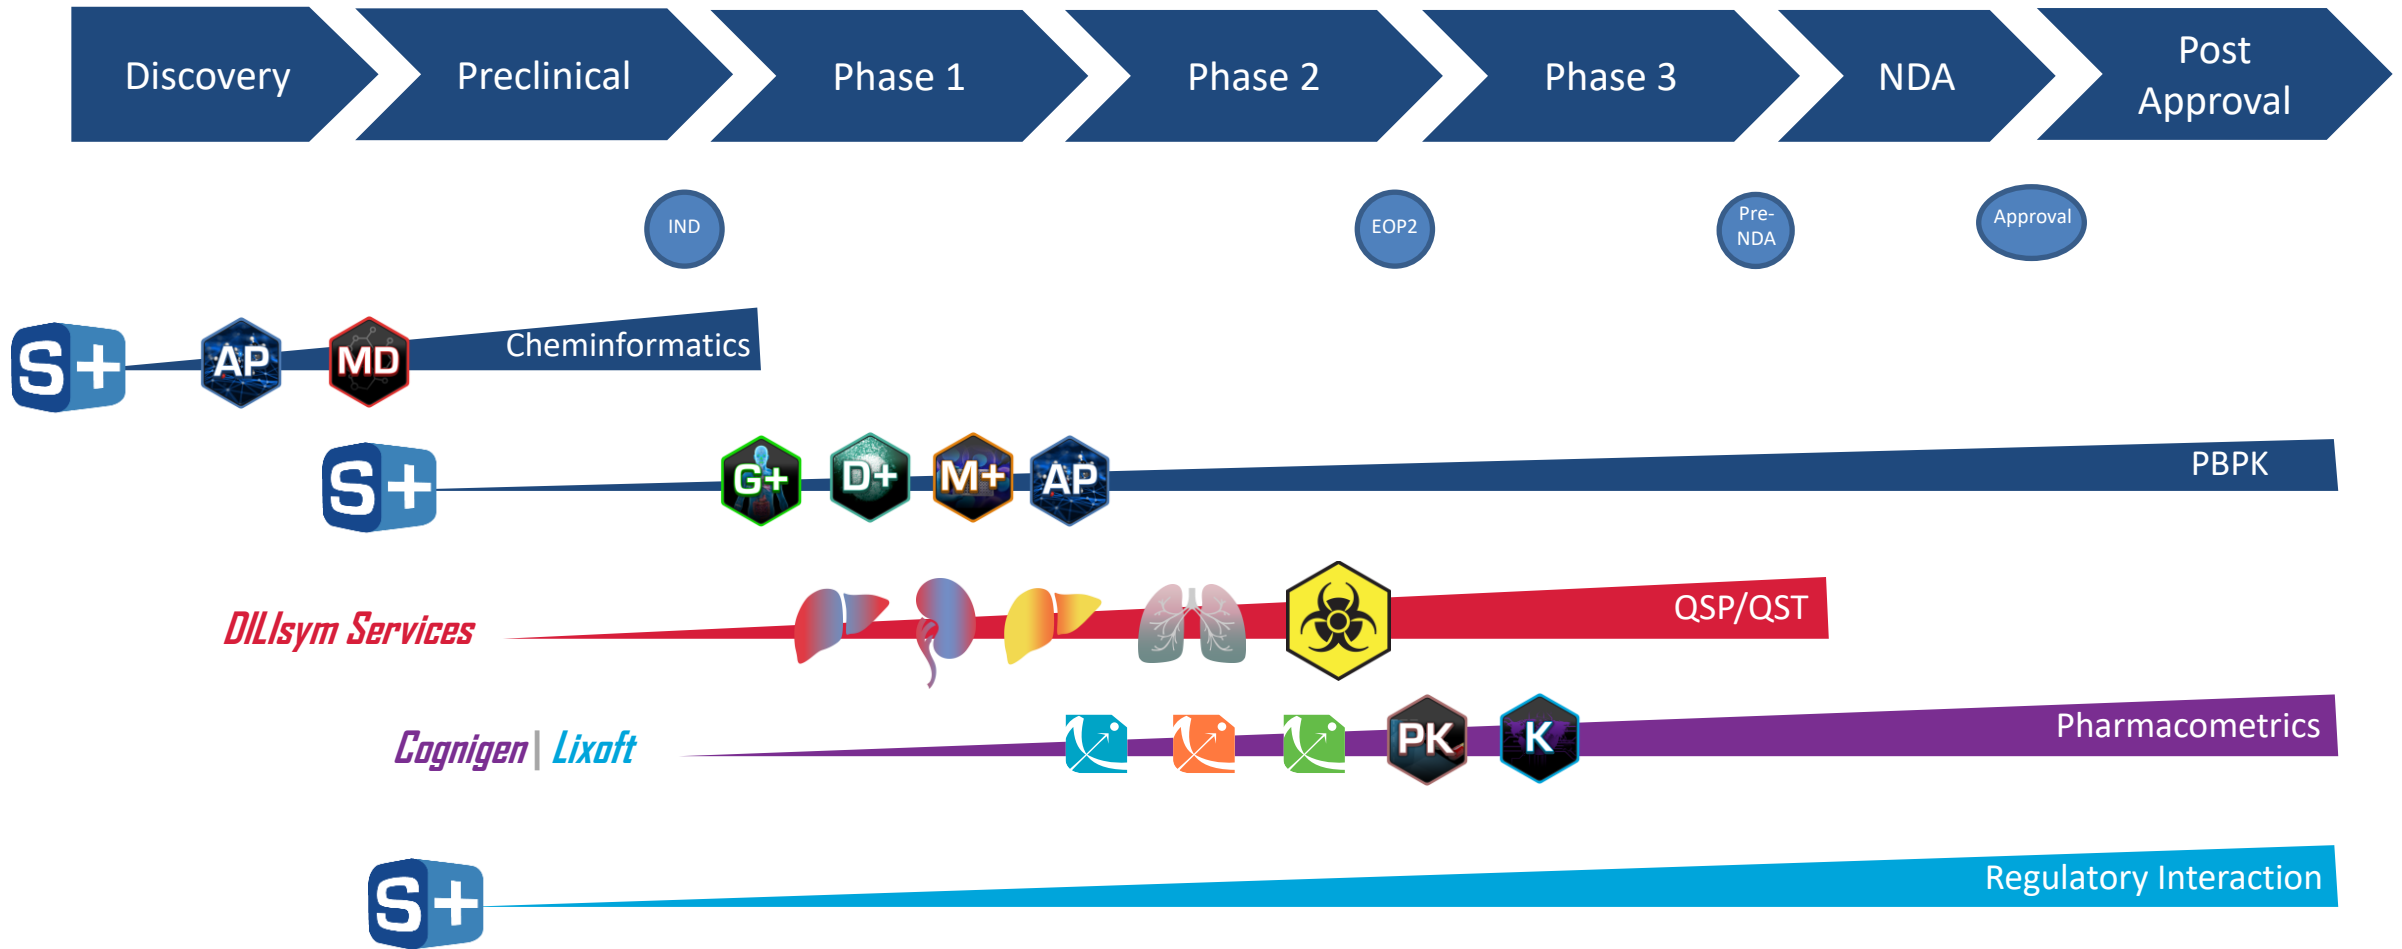 Discovery
Preclinical
Phase 1
Phase 2
Phase 3
NDA
Post
Approval
IND
EOP2
Pre-
NDA
Approval
S+
AP
MD
Cheminformatics
S+
G+
D+
M+
AP
PBPK
DILIsym Services
QSP/QST
Cognigen | Lixoft
PK
K
Pharmacometrics
S+
Regulatory Interaction